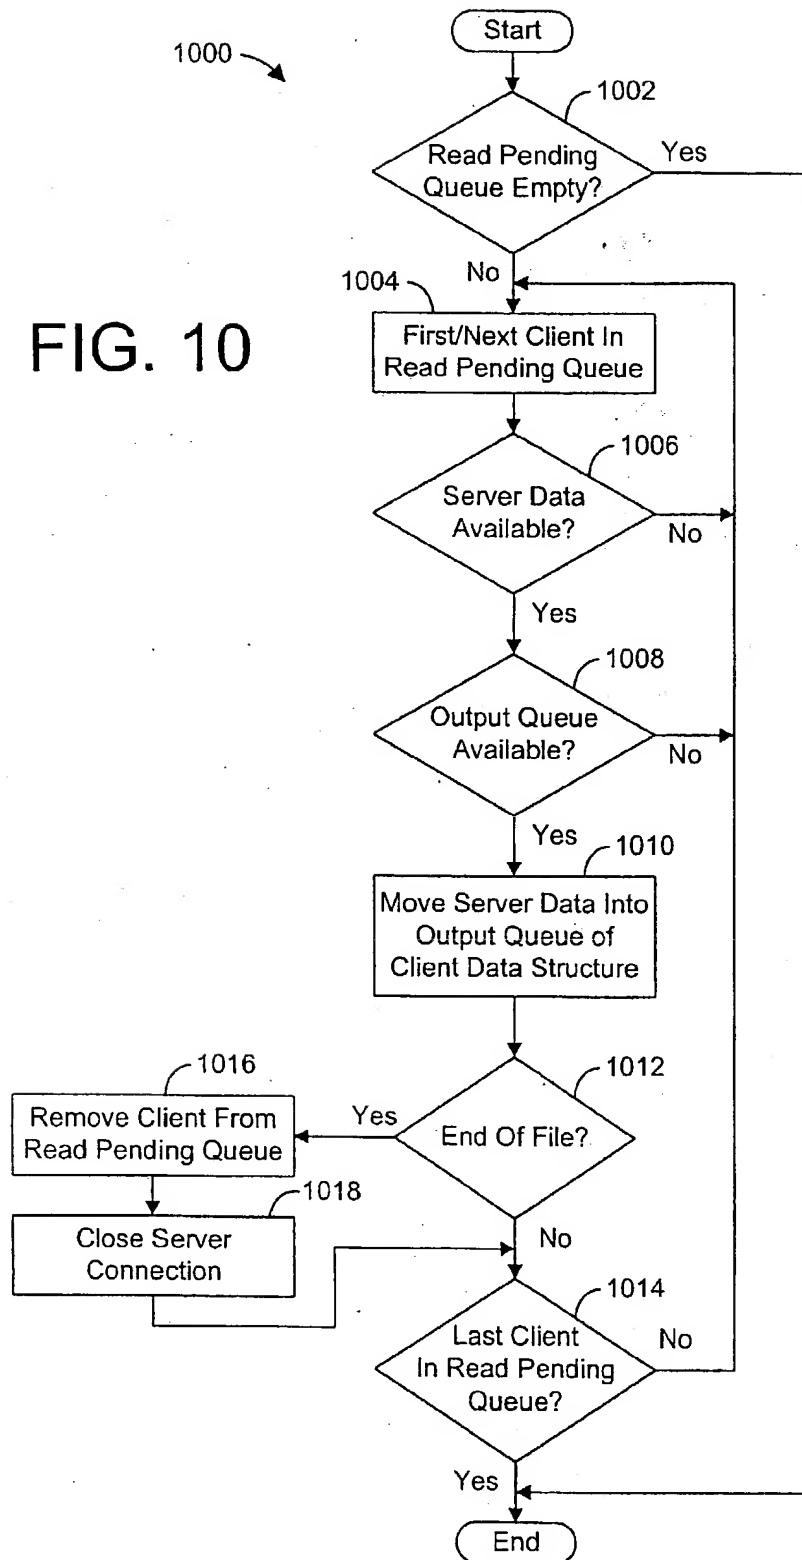 Start
1000
1002
Read Pending
Queue Empty?
Yes
No
1004
First/Next Client In
Read Pending Queue
FIG. 10
1006
Server Data
Available?
No
Yes
1008
Output Queue
Available?
No
Yes
1010
Move Server Data Into
Output Queue of
Client Data Structure
1012
End Of File?
Yes
1016
Remove Client From
Read Pending Queue
1018
Close Server
Connection
No
1014
Last Client
In Read Pending
Queue?
No
Yes
End